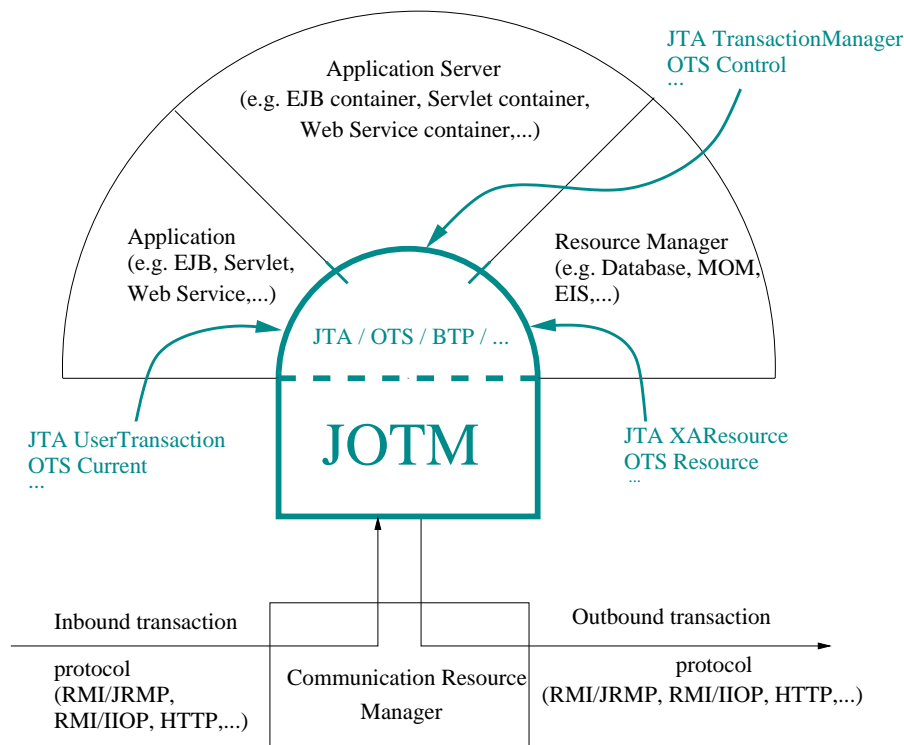 JTA TransactionManager
OTS Control
...
Application Server
(e.g. EJB container, Servlet container,
Web Service container,...)
Application
(e.g. EJB, Servlet,
Web Service,...)
Resource Manager
(e.g. Database, MOM,
EIS,...)
JTA / OTS / BTP / ...
JTA UserTransaction
OTS Current
...
JOTM
JTA XAResource
OTS Resource
...
Inbound transaction
protocol
(RMI/JRMP,
RMI/IIOP, HTTP,...)
Communication Resource
Manager
Outbound transaction
protocol
(RMI/JRMP, RMI/IIOP, HTTP,...)